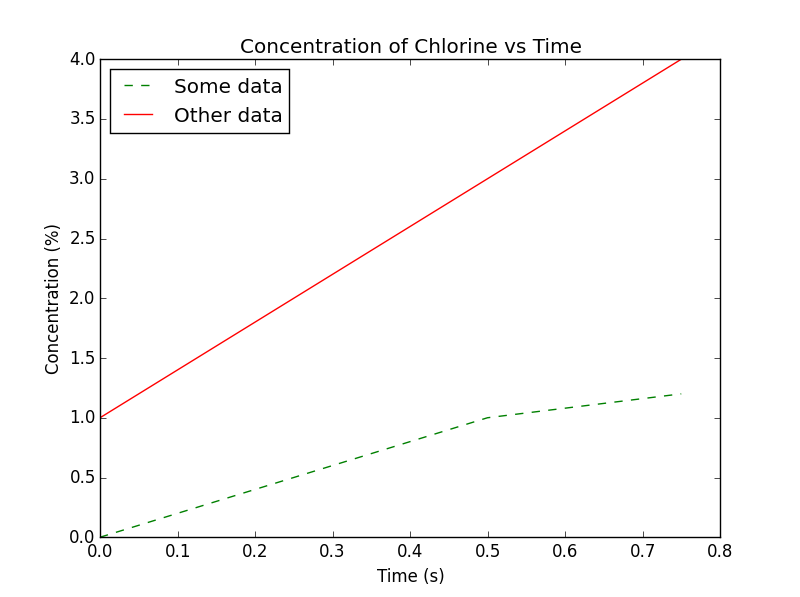 Concentration of Chlorine vs Time
4.0
Some data
Other data
3.5
3.0
2.5
2.0
1.5
1.0
0.5
0.0
Concentration (%)
0.0 0.1 0.2 0.3 0.4 0.5 0.6 0.7 0.8
Time (s)